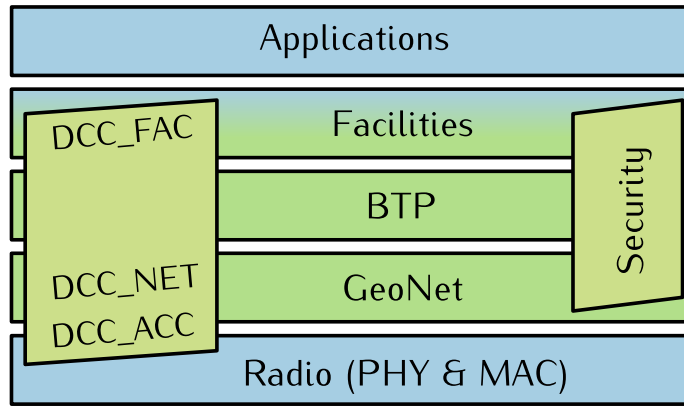 Applications
DCC_FAC
Facilities
BTP
Security
DCC_NET
GeoNet
DCC_ACC
Radio (PHY & MAC)